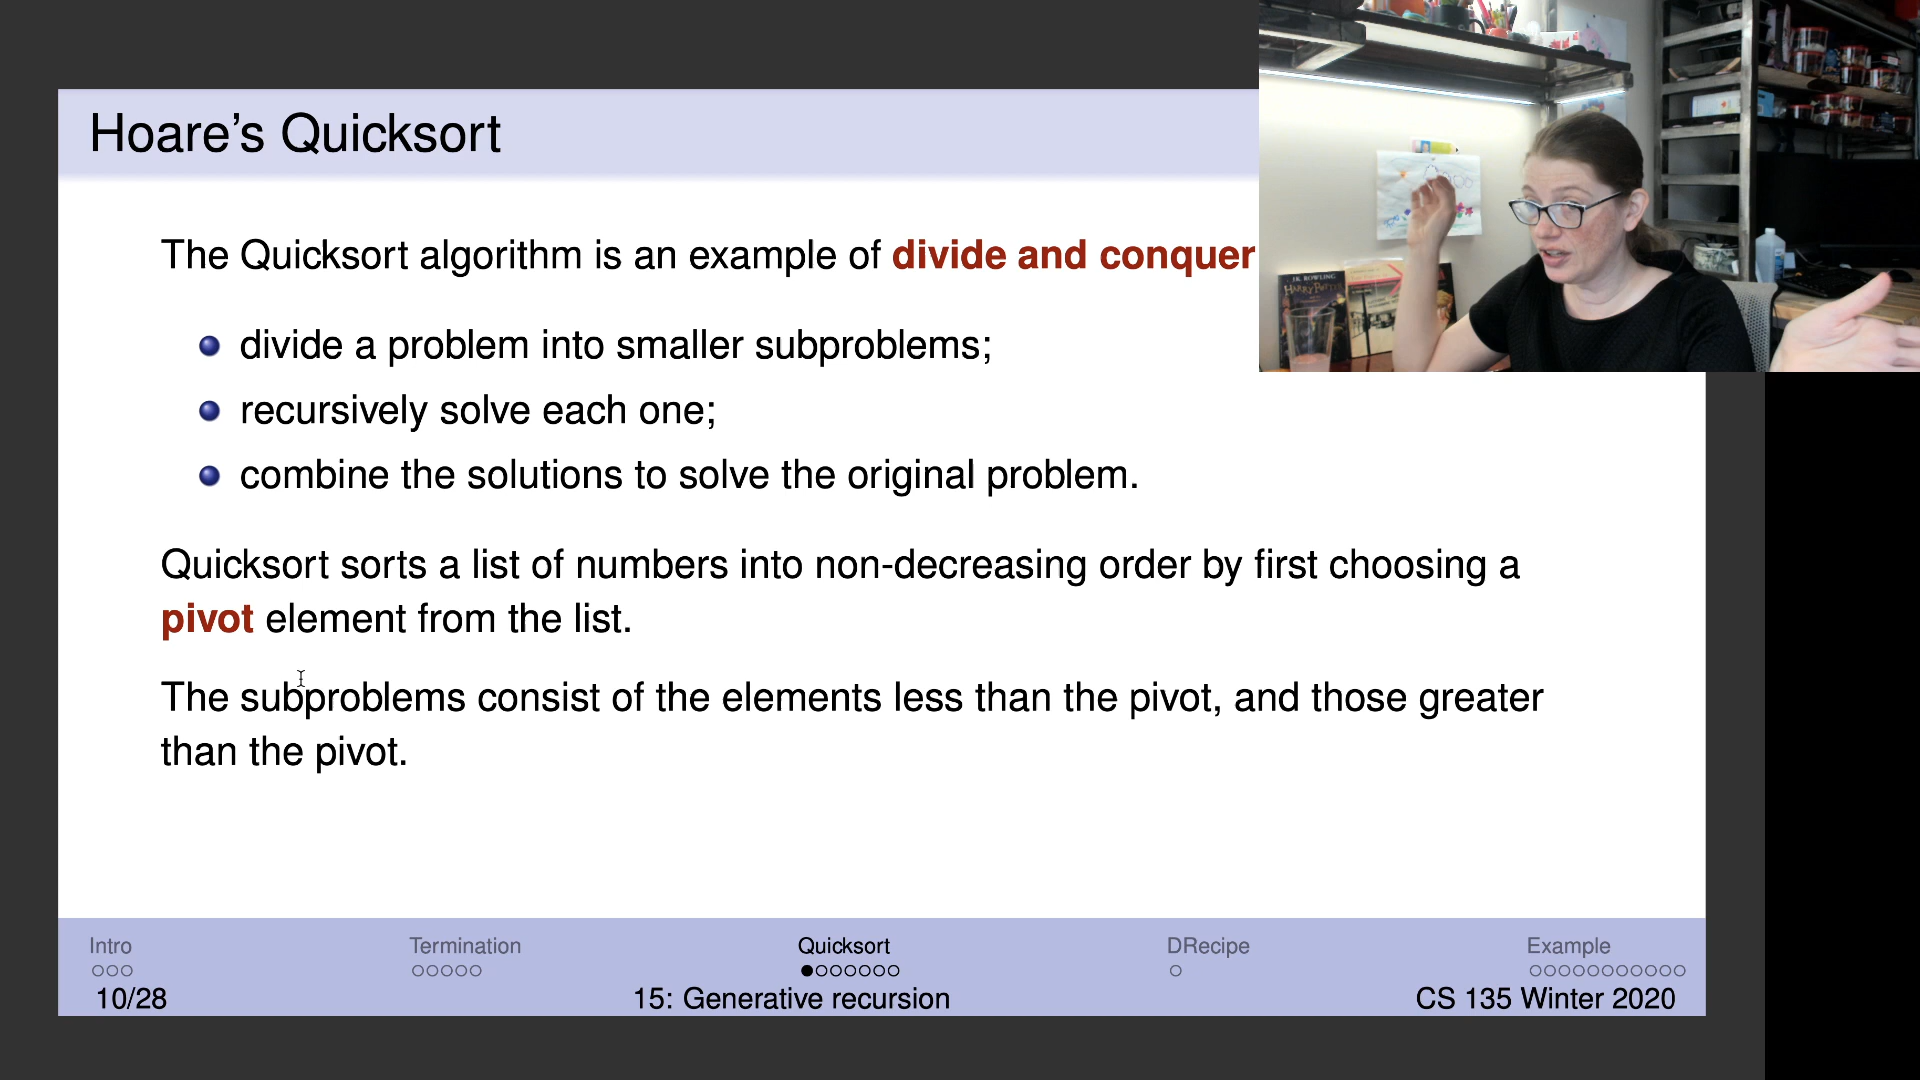 Hoare's Quicksort
The Quicksort algorithm is an example of divide and conquer
divide a problem into smaller subproblems;
recursively solve each one;
combine the solutions to solve the original problem.
Quicksort sorts a list of numbers into non-decreasing order by first choosing a
pivot element from the list.
The subproblems consist of the elements less than the pivot, and those greater
than the pivot.
Intro Termination Quicksort DRecipe Example
10/28 15: Generative recursion CS 135 Winter 2020
J.K. ROWLING
HARRY POTTER